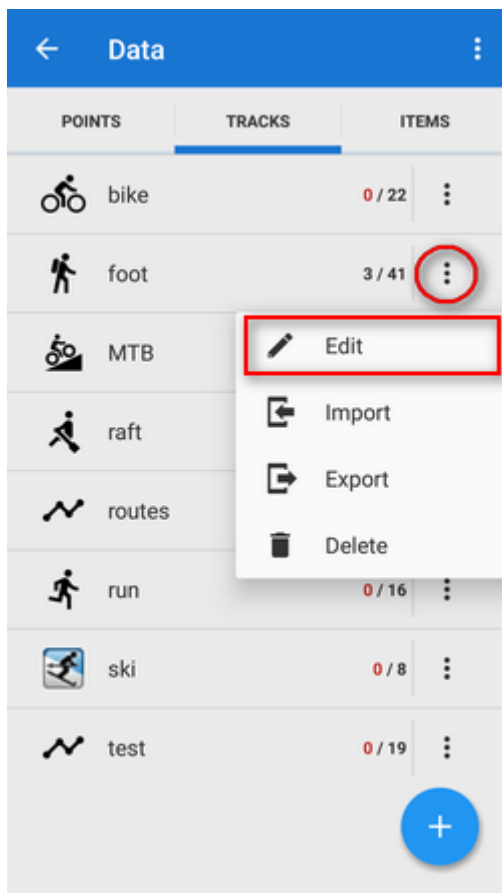 Data
POINTS TRACKS ITEMS
bike 0 / 22
foot 3 / 41
MTB Edit
Import
raft
Export
routes
Delete
run 0 / 16
ski 0 / 8
test 0 / 19